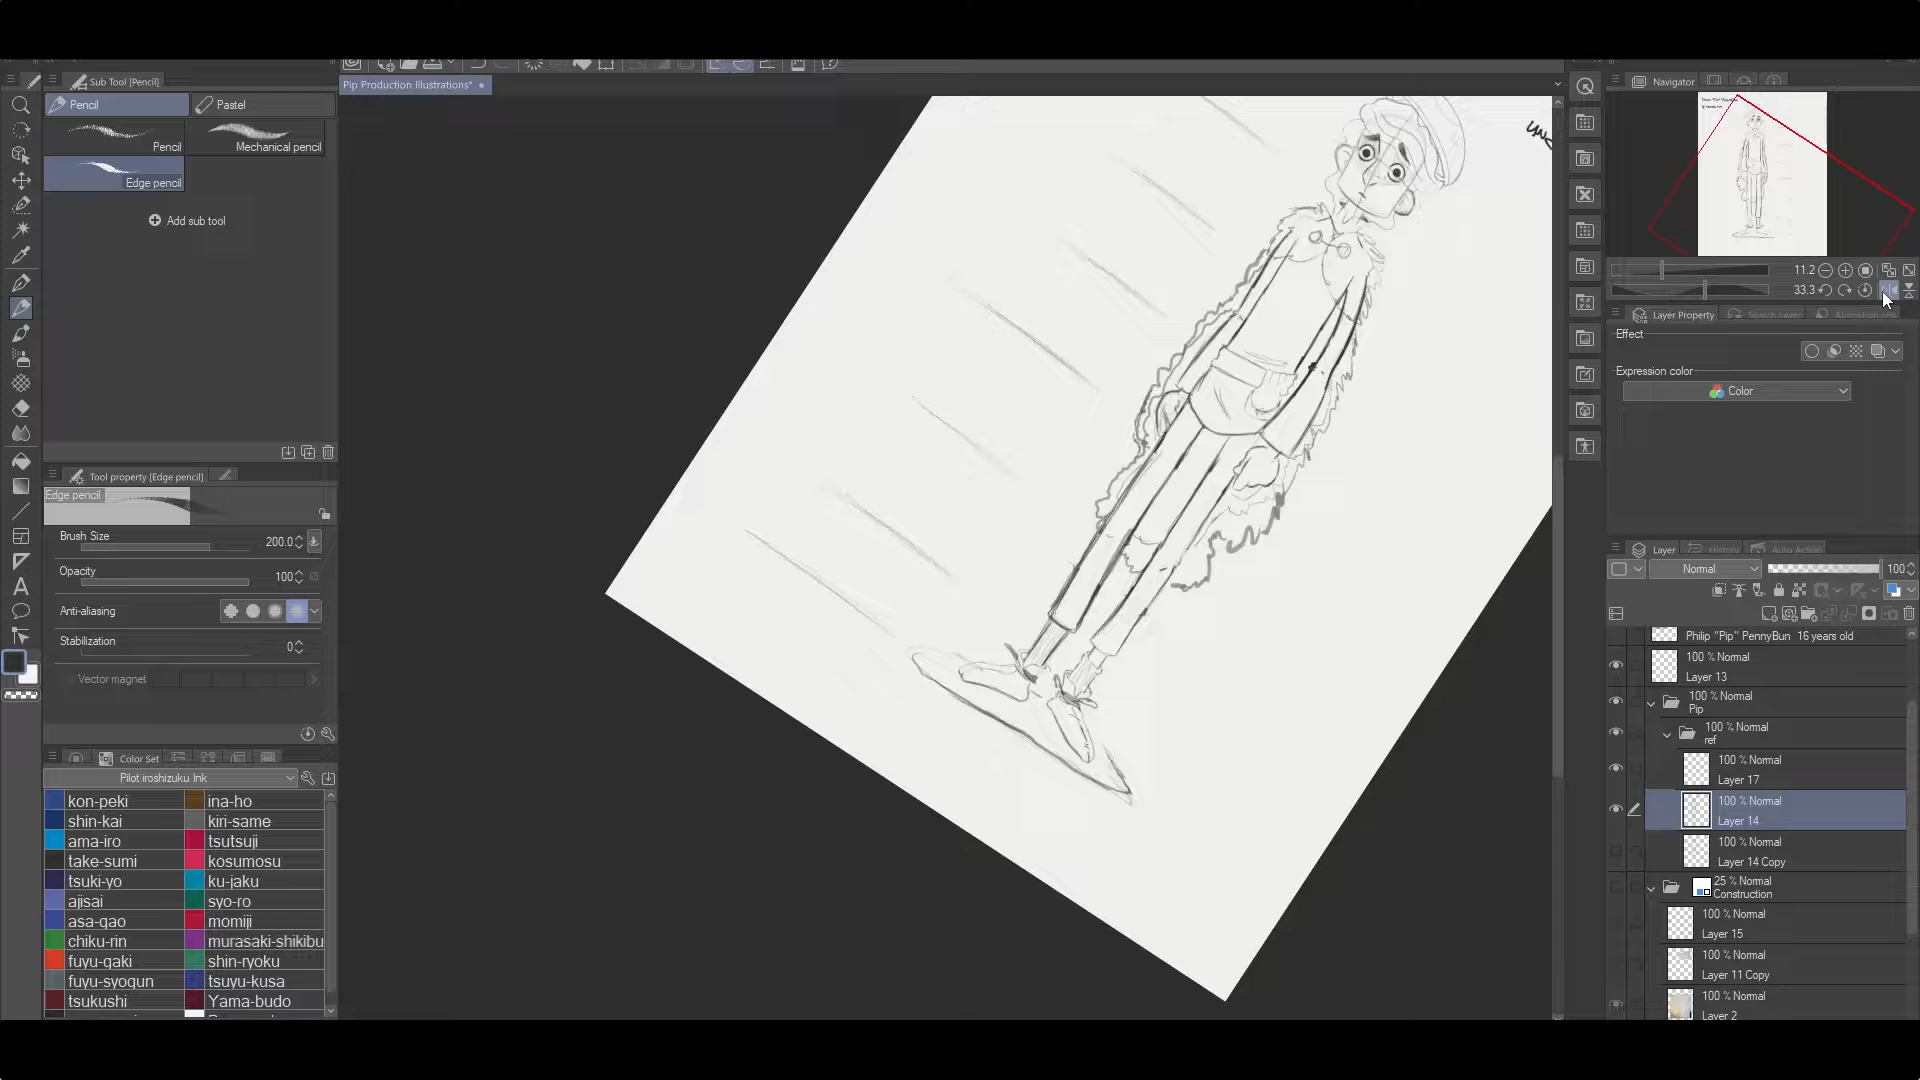 Sub Tool [Pencil]
Pencil
Pastel
Pencil
Mechanical pencil
Edge pencil
Add sub tool
Tool property [Edge pencil]
Edge pencil
Brush Size
200.0
Opacity
100
Anti-aliasing
Stabilization
0
Vector magnet
Color Set
Pilot iroshizuku Ink
kon-peki
ina-ho
shin-kai
kiri-same
ama-iro
tsutsuji
take-sumi
kosumosu
tsuki-yo
ku-jaku
ajisai
syo-ro
asa-gao
momiji
chiku-rin
murasaki-shikibu
fuyu-gaki
shin-ryoku
fuyu-syogun
tsuyu-kusa
tsukushi
Yama-budo
Pip Production Illustrations*
Navigator
11.2
33.3
Layer Property
Search Layer
Animation cels
Effect
Expression color
Color
Layer
History
Auto Action
Normal
100
Philip "Pip" PennyBun 16 years old
100 % Normal
Layer 13
100 % Normal
Pip
100 % Normal
ref
100 % Normal
Layer 17
100 % Normal
Layer 14
100 % Normal
Layer 14 Copy
25 % Normal
Construction
100 % Normal
Layer 15
100 % Normal
Layer 11 Copy
100 % Normal
Layer 2